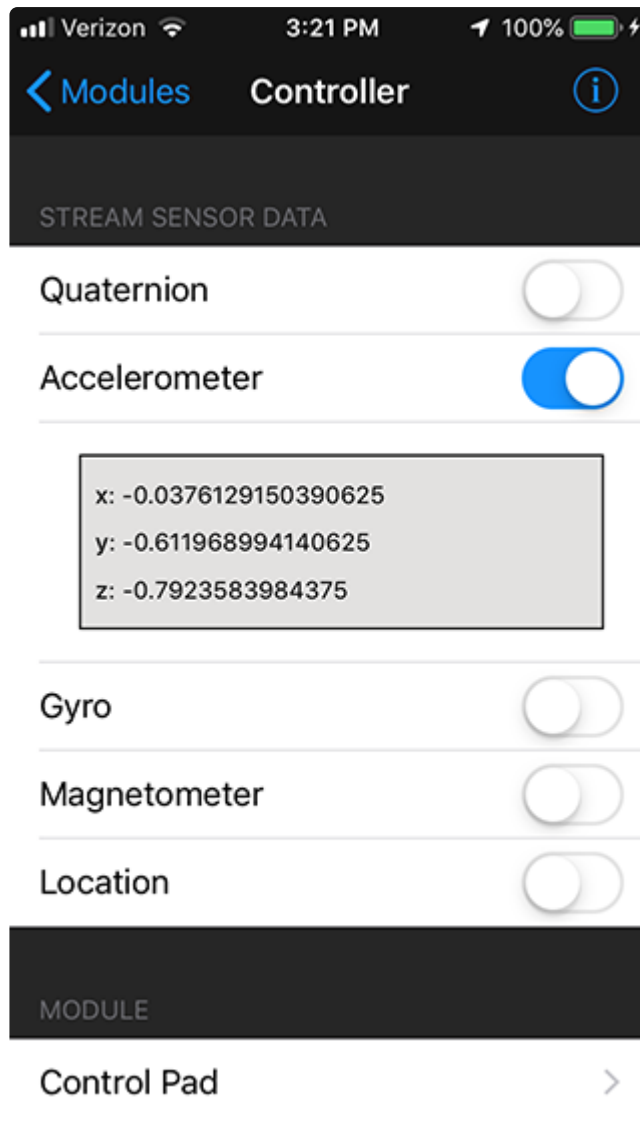 Verizon 3:21 PM 100%
Modules Controller i
STREAM SENSOR DATA
Quaternion
Accelerometer
x: -0.0376129150390625
y: -0.611968994140625
z: -0.7923583984375
Gyro
Magnetometer
Location
MODULE
Control Pad